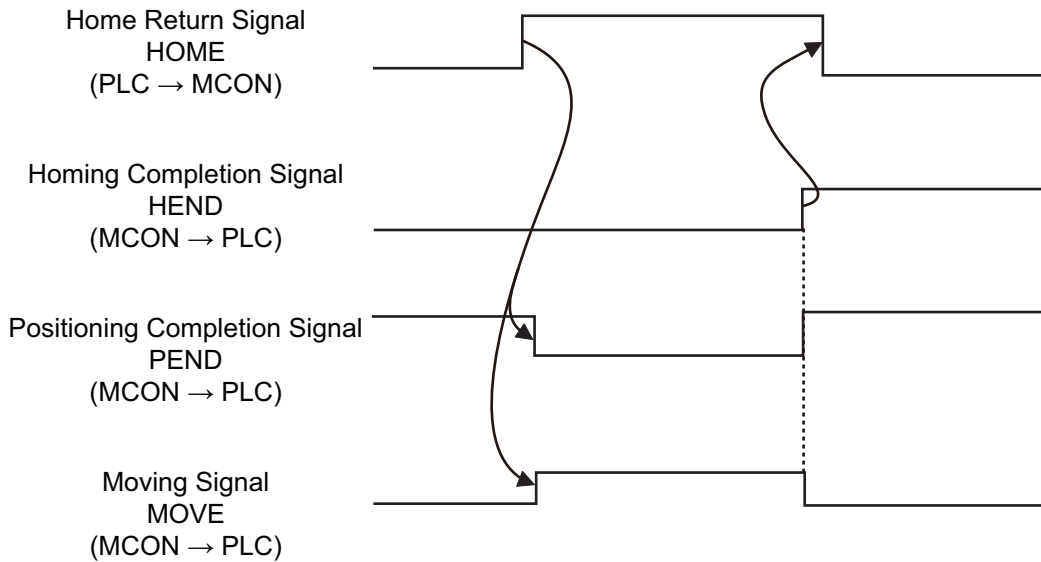 Home Return Signal
HOME
(PLC → MCON)
Homing Completion Signal
HEND
(MCON → PLC)
Positioning Completion Signal
PEND
(MCON → PLC)
Moving Signal
MOVE
(MCON → PLC)